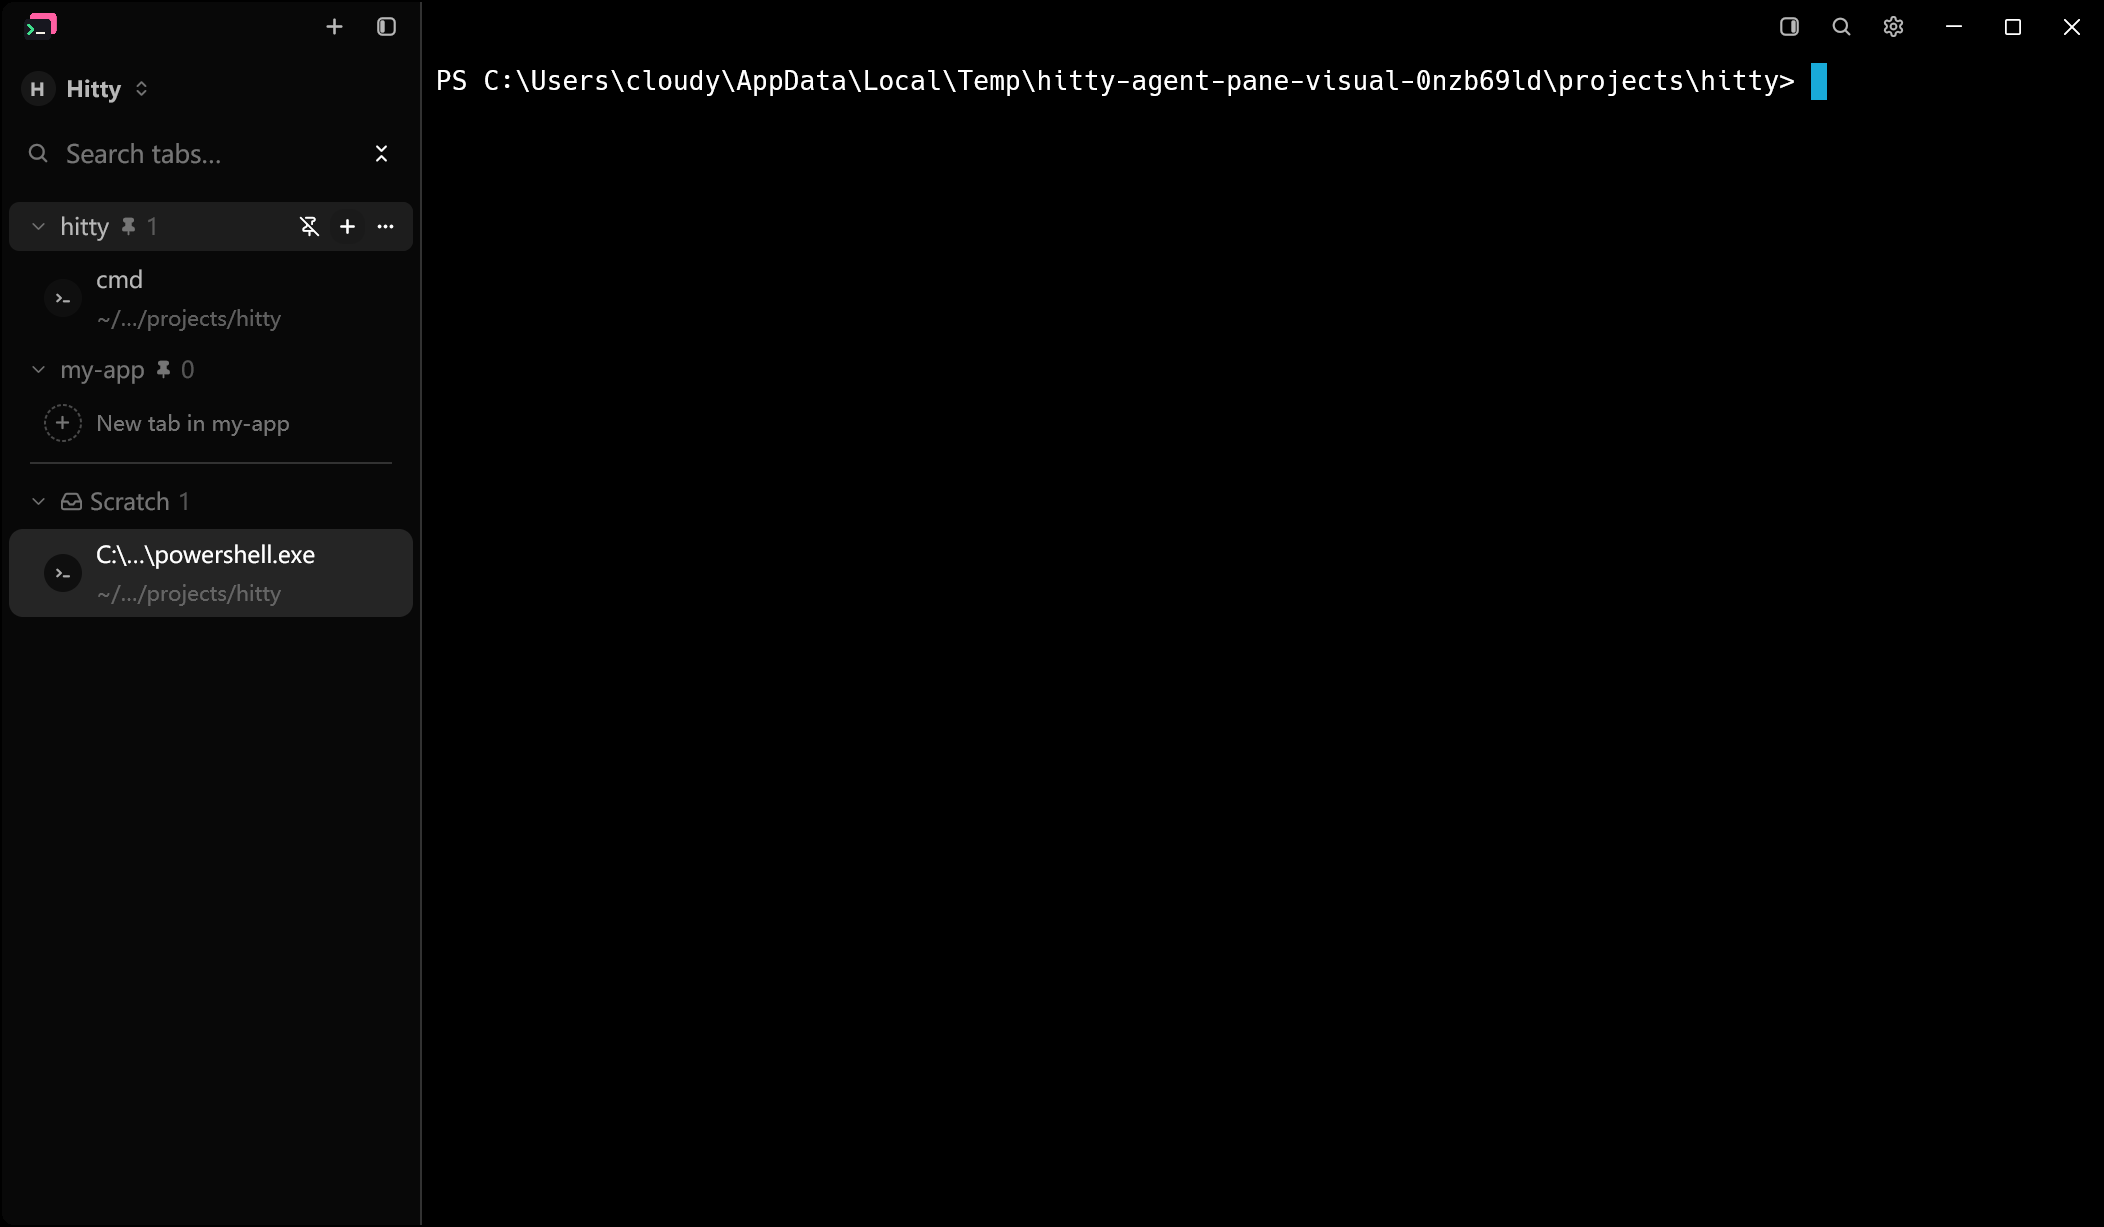 H Hitty
Search tabs...
hitty 1
cmd
~/.../projects/hitty
my-app 0
New tab in my-app
Scratch 1
C:\...\powershell.exe
~/.../projects/hitty
PS C:\Users\cloudy\AppData\Local\Temp\hitty-agent-pane-visual-0nzb69ld\projects\hitty>